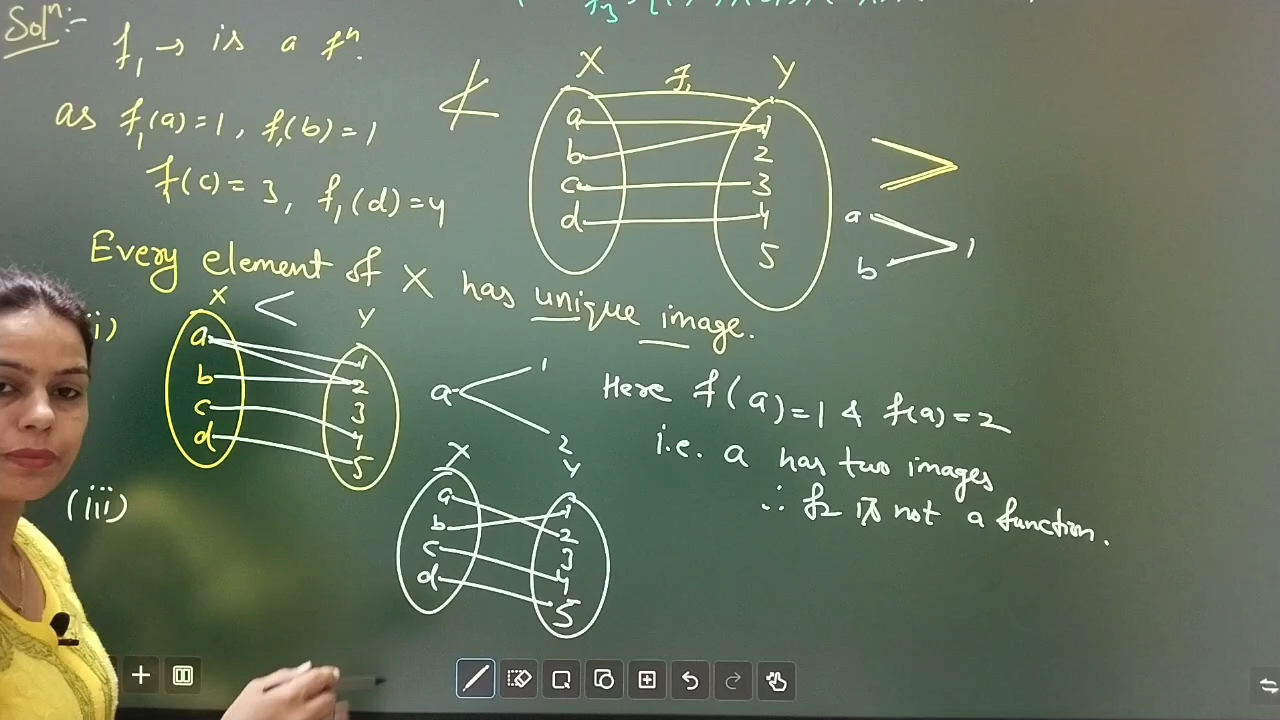 Solⁿ:-
f₁ → is a fⁿ.
as f₁(a)=1, f₁(b)=1
f(c)=3, f₁(d)=4
Every element of X has unique image.
X f₁ Y
a 1
b 2
c 3
d 4
5
a
b 1
i)
X Y
a 1
b 2
c 3
d 4
5
a 1
2
Here f(a)=1 & f(a)=2
i.e. a has two images
∴ f₂ is not a function.
(iii)
X Y
a 1
b 2
c 3
d 4
5